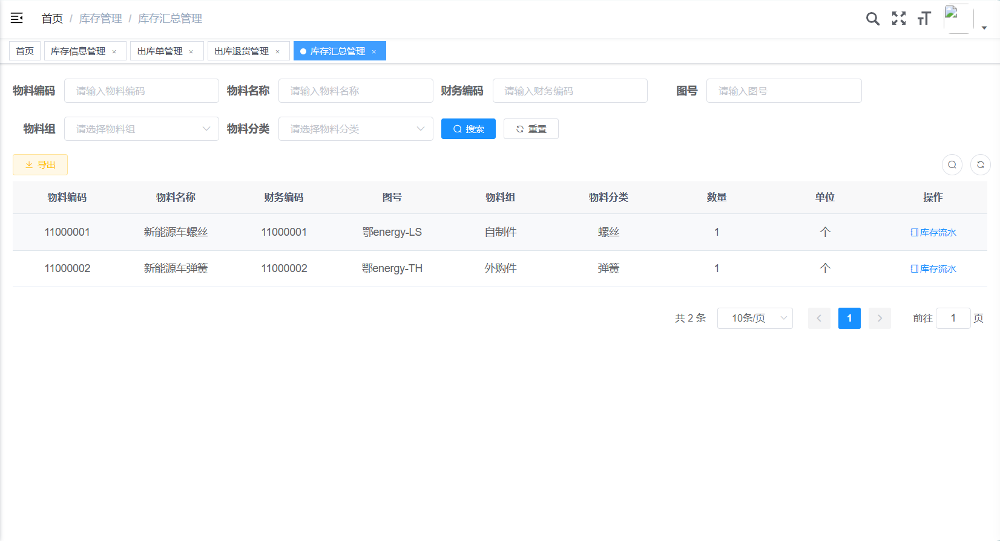 首页 / 库存管理 / 库存汇总管理
首页 库存信息管理 × 出库单管理 × 出库退货管理 × 库存汇总管理 ×
物料编码 请输入物料编码 物料名称 请输入物料名称 财务编码 请输入财务编码 图号 请输入图号
物料组 请选择物料组 物料分类 请选择物料分类 搜索 重置
导出
物料编码 物料名称 财务编码 图号 物料组 物料分类 数量 单位 操作
11000001 新能源车螺丝 11000001 鄂energy-LS 自制件 螺丝 1 个 库存流水
11000002 新能源车弹簧 11000002 鄂energy-TH 外购件 弹簧 1 个 库存流水
共 2 条 10条/页 1 前往 1 页